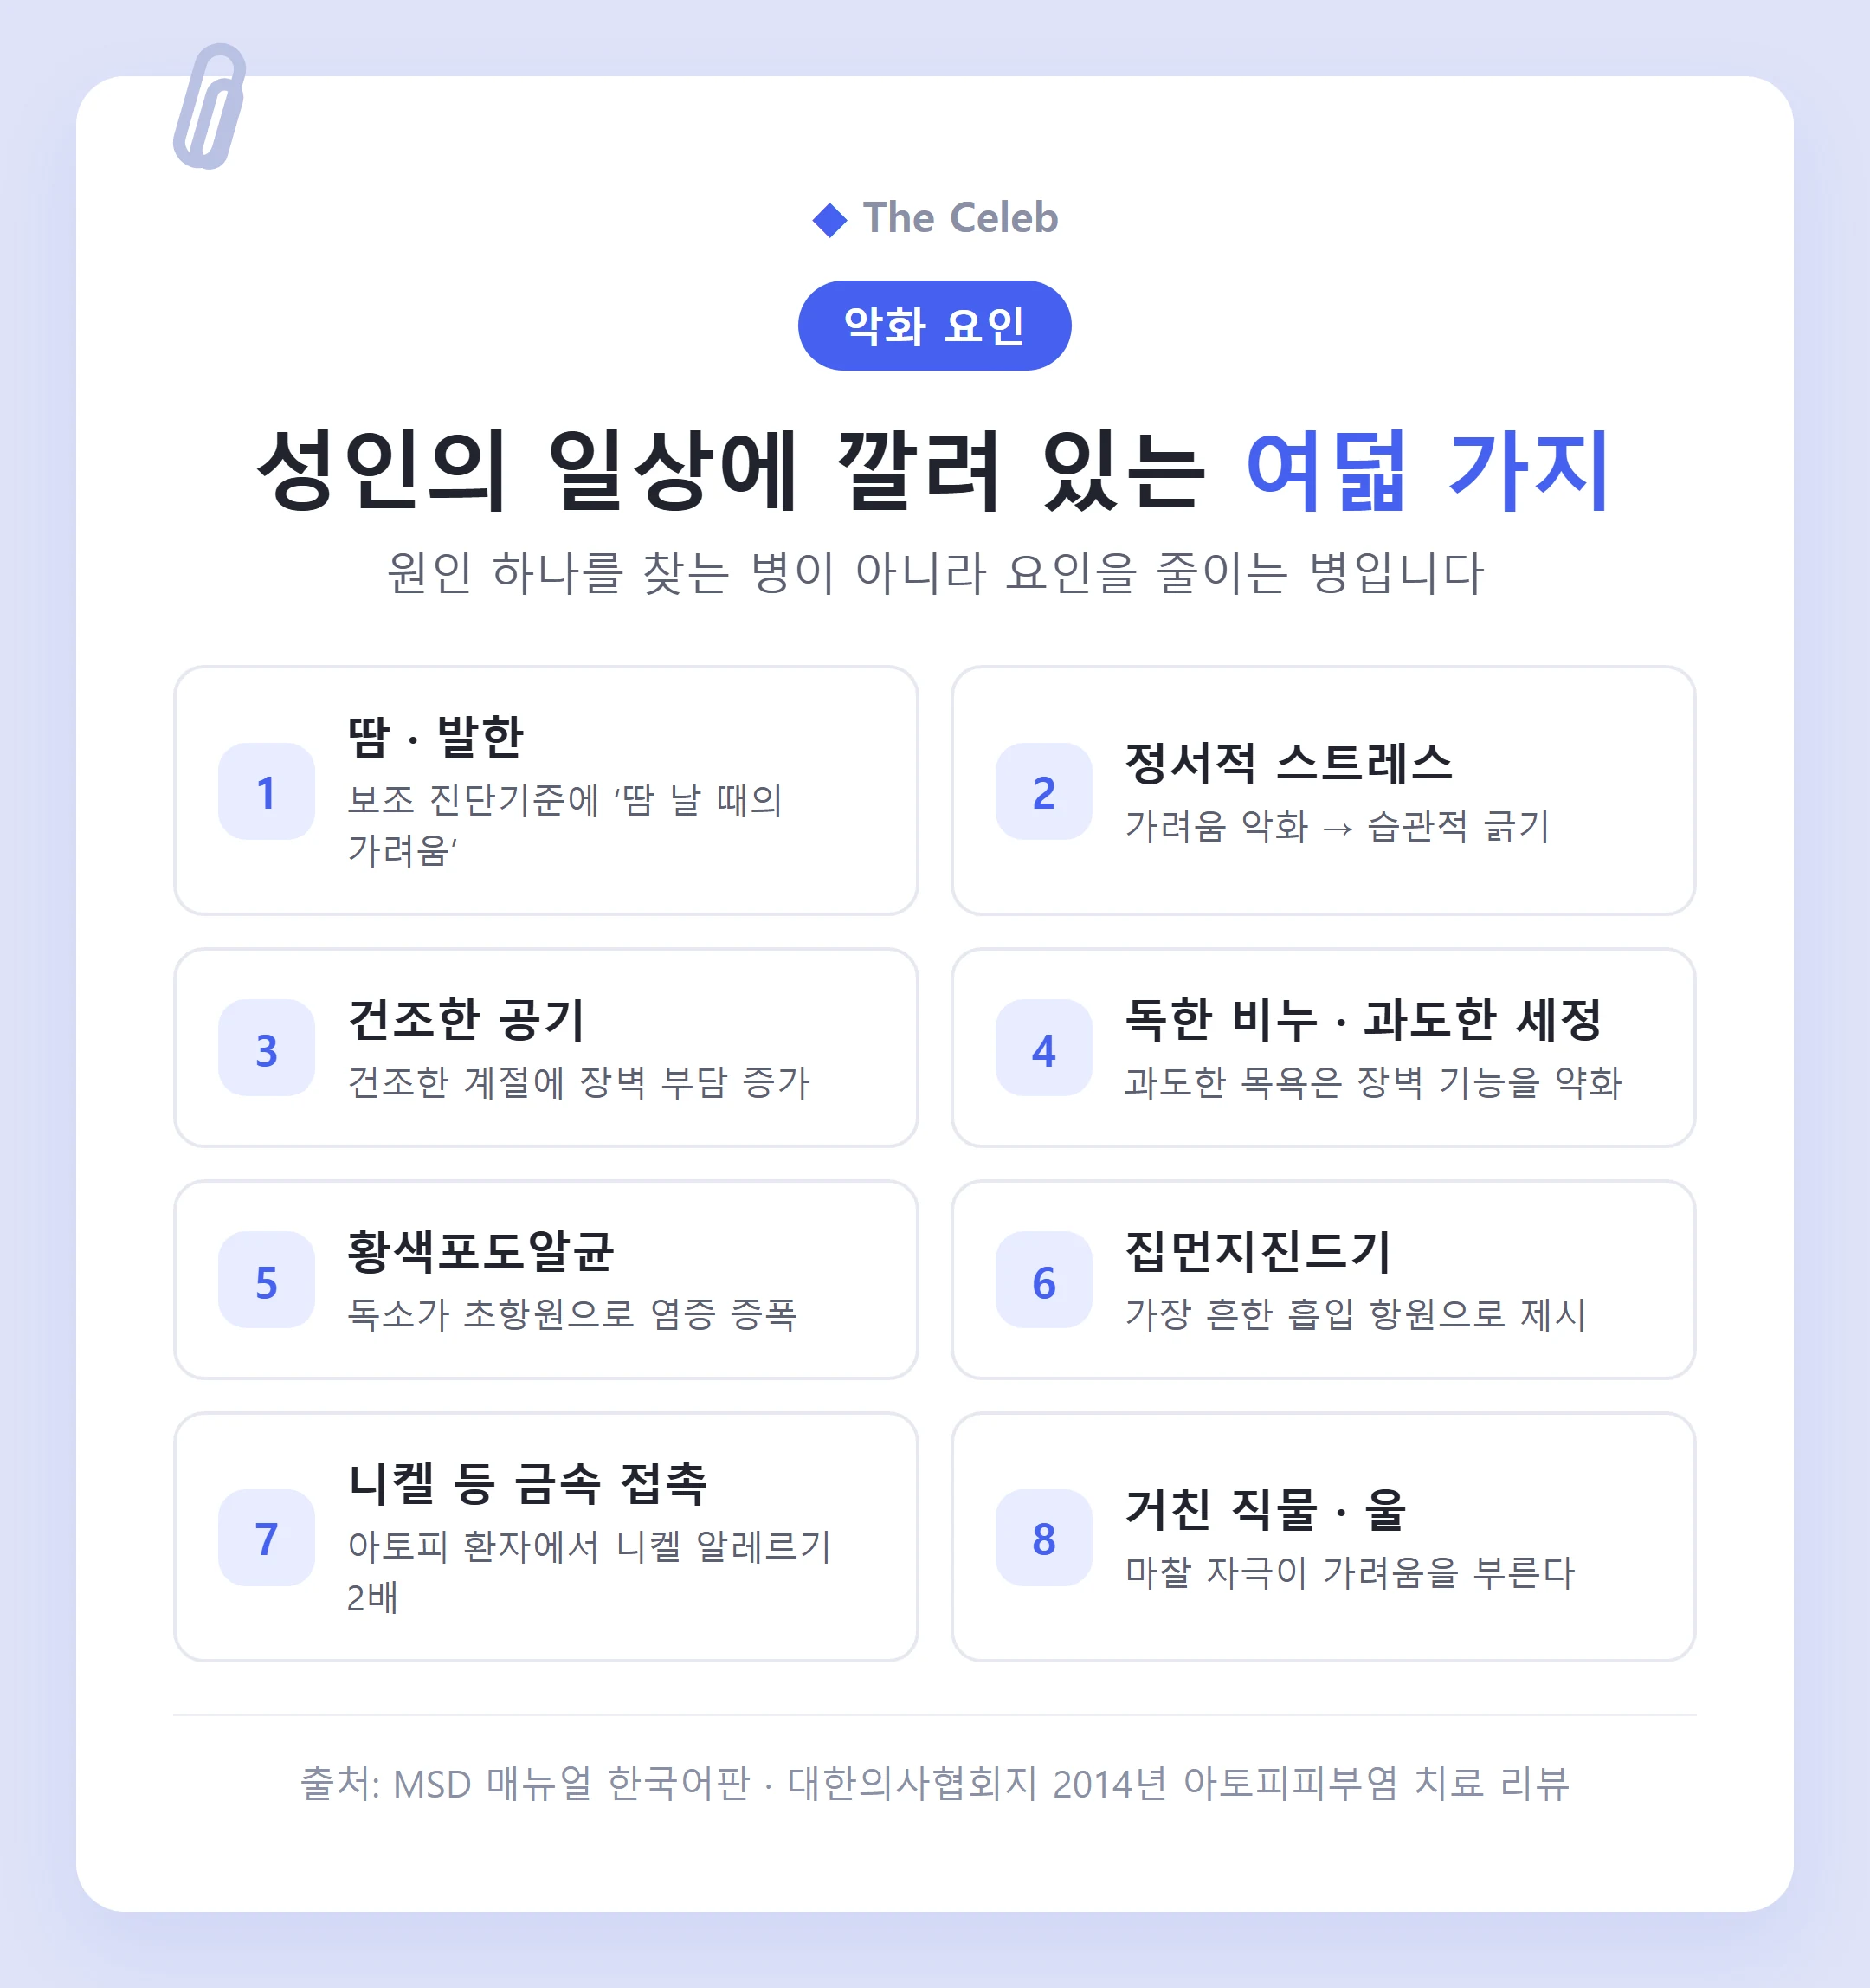 The Celeb
악화 요인
성인의 일상에 깔려 있는 여덟 가지
원인 하나를 찾는 병이 아니라 요인을 줄이는 병입니다
1
땀 · 발한
보조 진단기준에 ‘땀 날 때의
가려움’
2
정서적 스트레스
가려움 악화 → 습관적 긁기
3
건조한 공기
건조한 계절에 장벽 부담 증가
4
독한 비누 · 과도한 세정
과도한 목욕은 장벽 기능을 약화
5
황색포도알균
독소가 초항원으로 염증 증폭
6
집먼지진드기
가장 흔한 흡입 항원으로 제시
7
니켈 등 금속 접촉
아토피 환자에서 니켈 알레르기
2배
8
거친 직물 · 울
마찰 자극이 가려움을 부른다
출처: MSD 매뉴얼 한국어판 · 대한의사협회지 2014년 아토피피부염 치료 리뷰